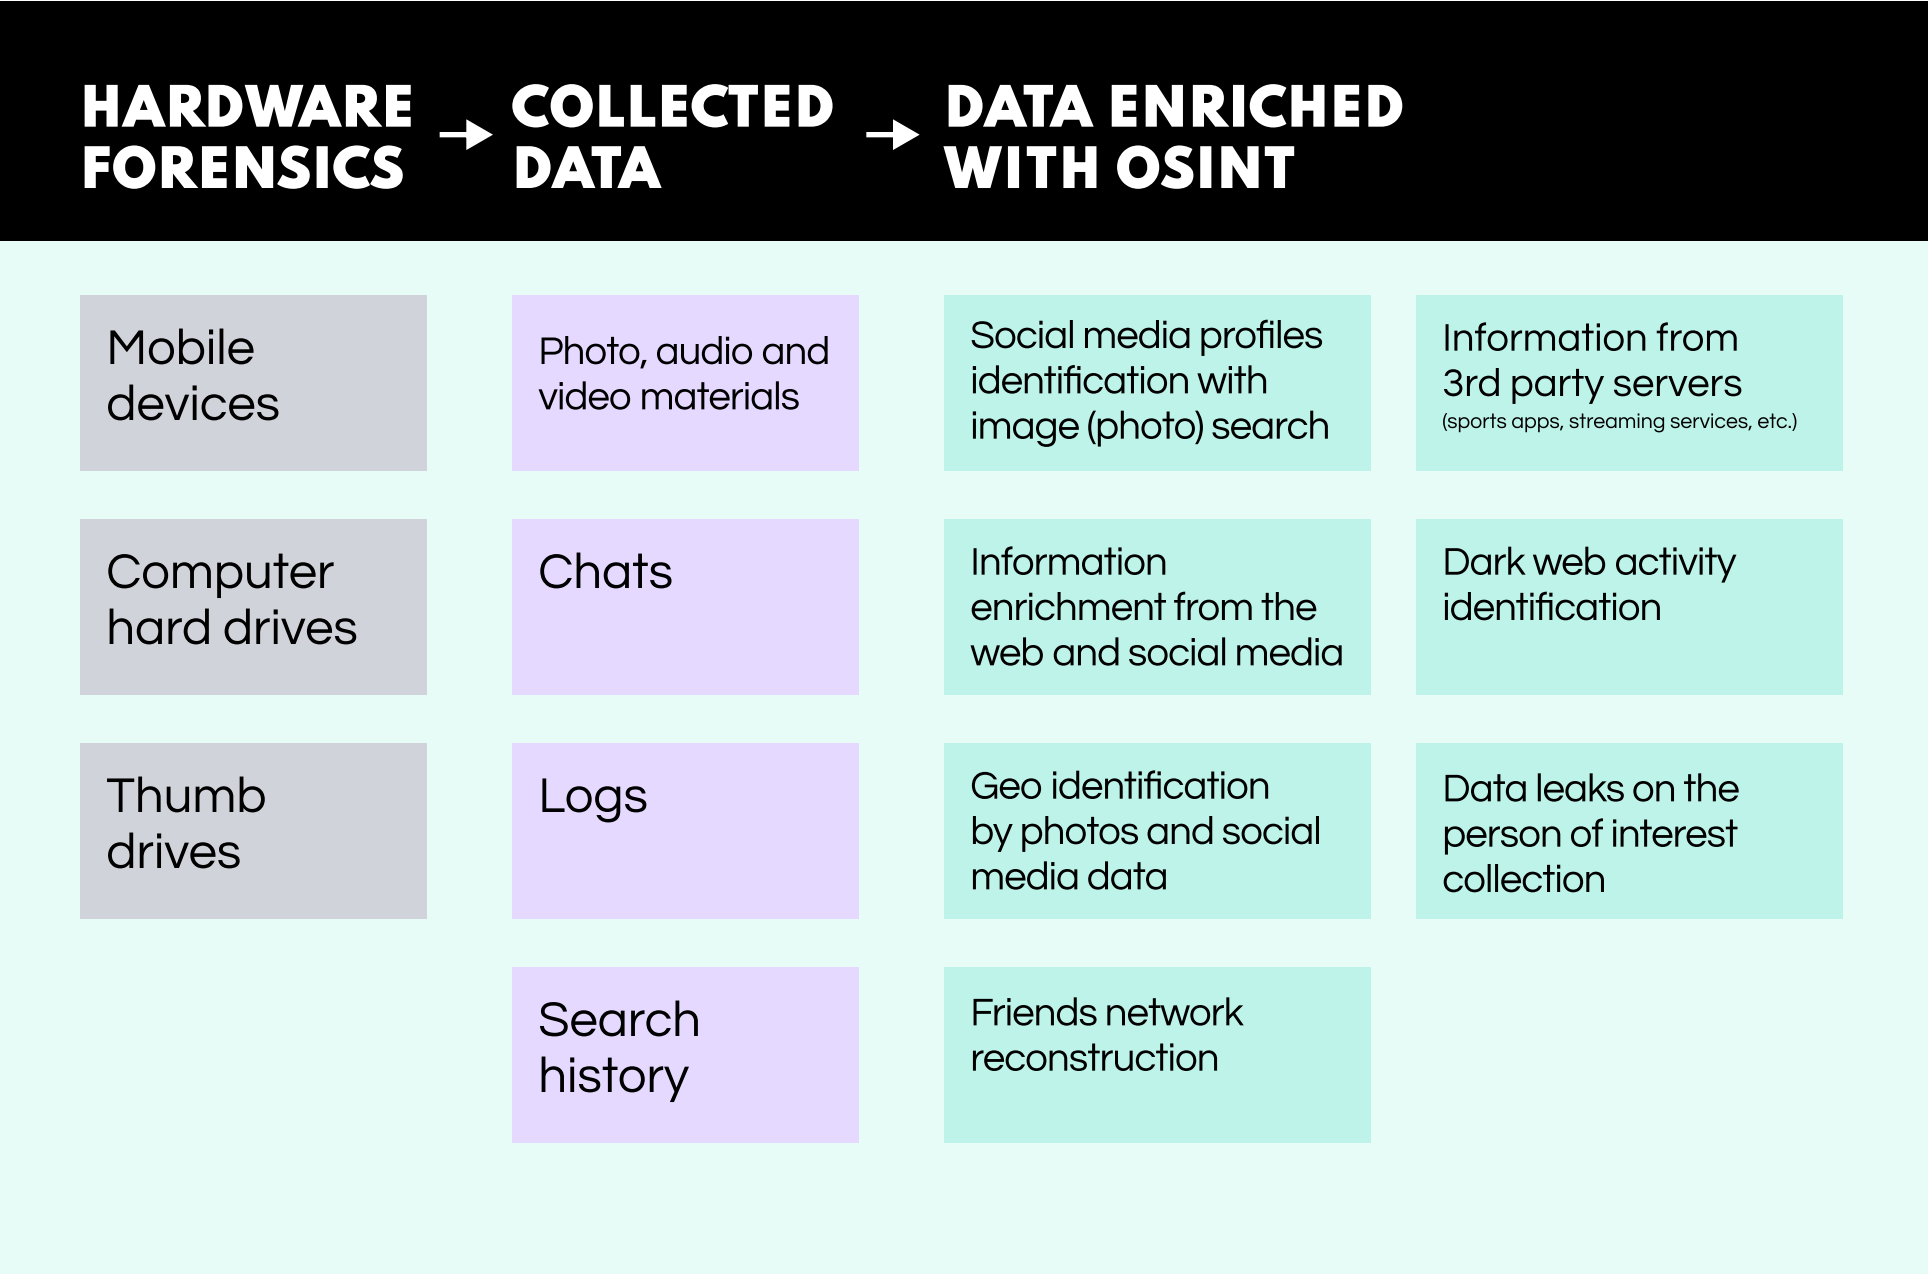 HARDWARE
FORENSICS
COLLECTED
DATA
DATA ENRICHED
WITH OSINT
Mobile
devices
Computer
hard drives
Thumb
drives
Photo, audio and
video materials
Chats
Logs
Search
history
Social media profiles
identification with
image (photo) search
Information
enrichment from the
web and social media
Geo identification
by photos and social
media data
Friends network
reconstruction
Information from
3rd party servers
(sports apps, streaming services, etc.)
Dark web activity
identification
Data leaks on the
person of interest
collection